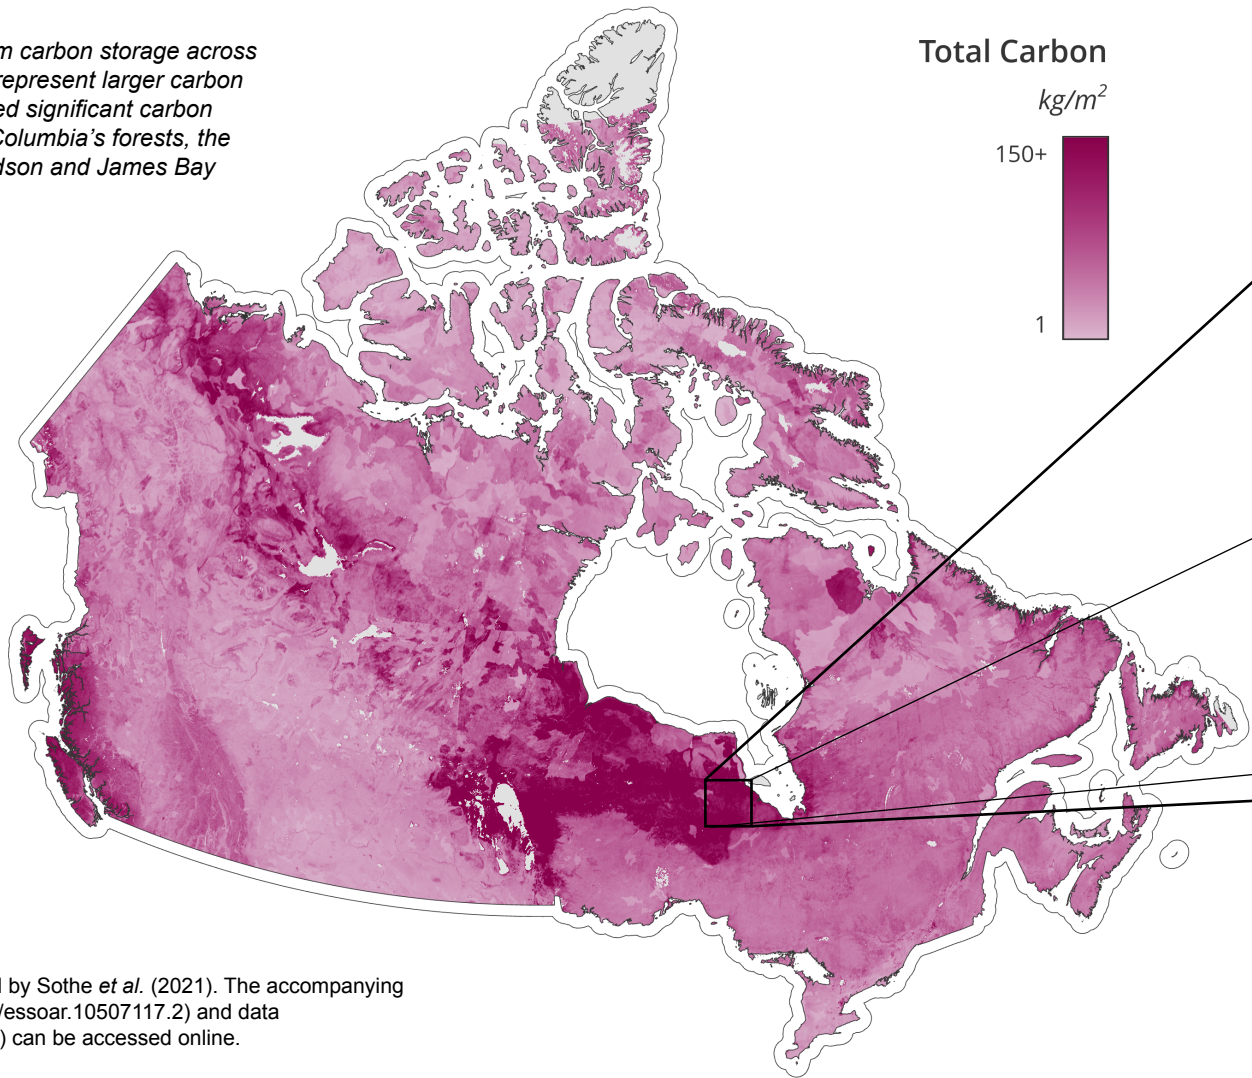 m carbon storage across
represent larger carbon
ed significant carbon
Columbia's forests, the
dson and James Bay
Total Carbon
kg/m²
150+
1
l by Sothe et al. (2021). The accompanying
/essoar.10507117.2) and data
) can be accessed online.